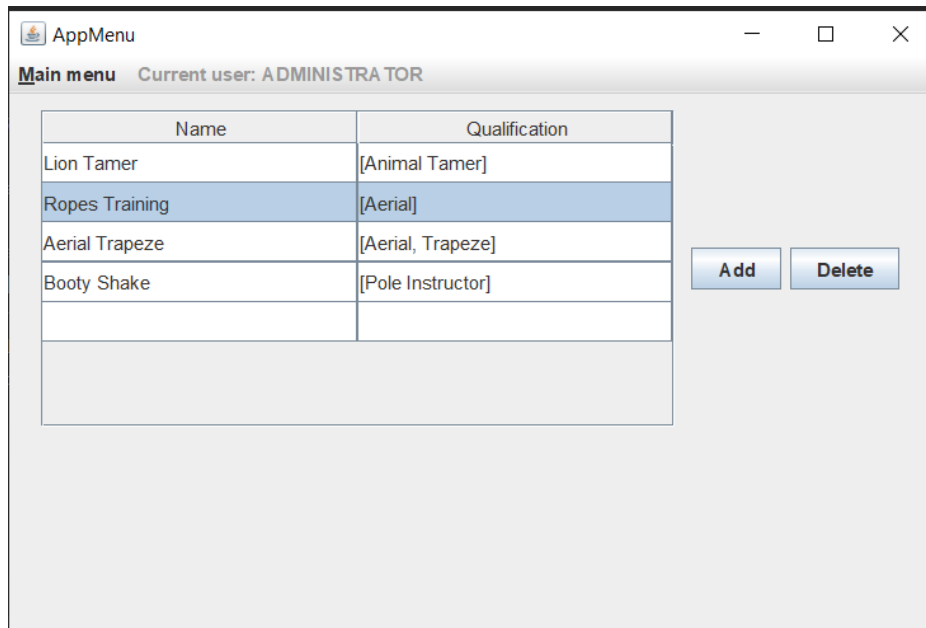 AppMenu
Main menu Current user: ADMINISTRATOR
Name Qualification
Lion Tamer [Animal Tamer]
Ropes Training [Aerial]
Aerial Trapeze [Aerial, Trapeze]
Add Delete
Booty Shake [Pole Instructor]